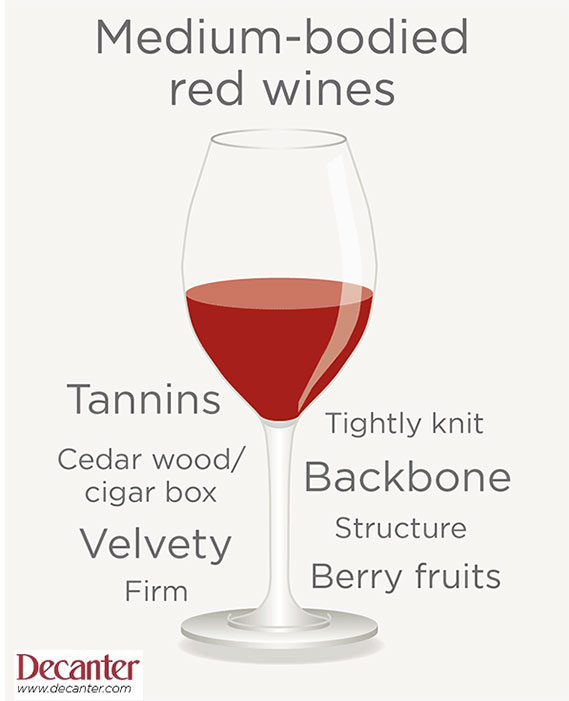 Medium-bodied
red wines
Tannins
Cedar wood/
cigar box
Velvety
Firm
Tightly knit
Backbone
Structure
Berry fruits
Decanter
www.decanter.com